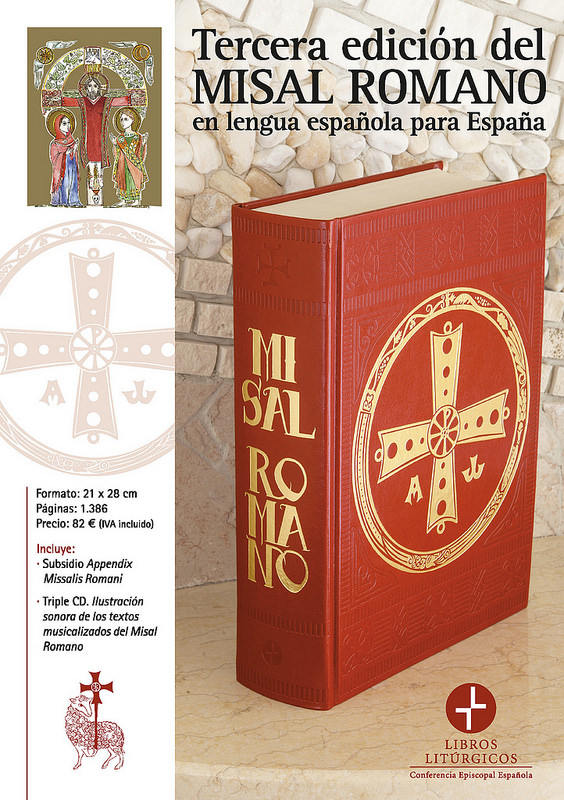 Tercera edición del
MISAL ROMANO
en lengua española para España
MI
SAL
RO
MA
NO
Formato: 21 x 28 cm
Páginas: 1.386
Precio: 82 € (IVA incluido)
Incluye:
· Subsidio Appendix
Missalis Romani
· Triple CD. Ilustración
sonora de los textos
musicalizados del Misal
Romano
LIBROS
LITÚRGICOS
Conferencia Episcopal Española